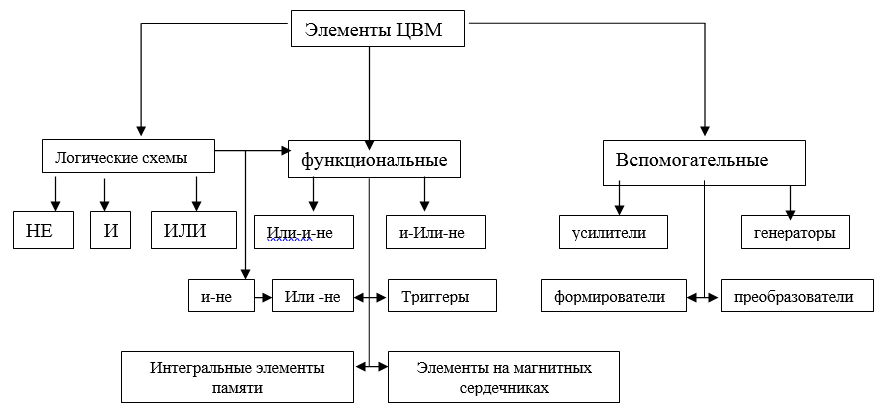 Элементы ЦВМ
Логические схемы
функциональные
Вспомогательные
НЕ
И
ИЛИ
Или-и-не
и-Или-не
усилители
генераторы
и-не
Или -не
Триггеры
формирователи
преобразователи
Интегральные элементы
памяти
Элементы на магнитных
сердечниках